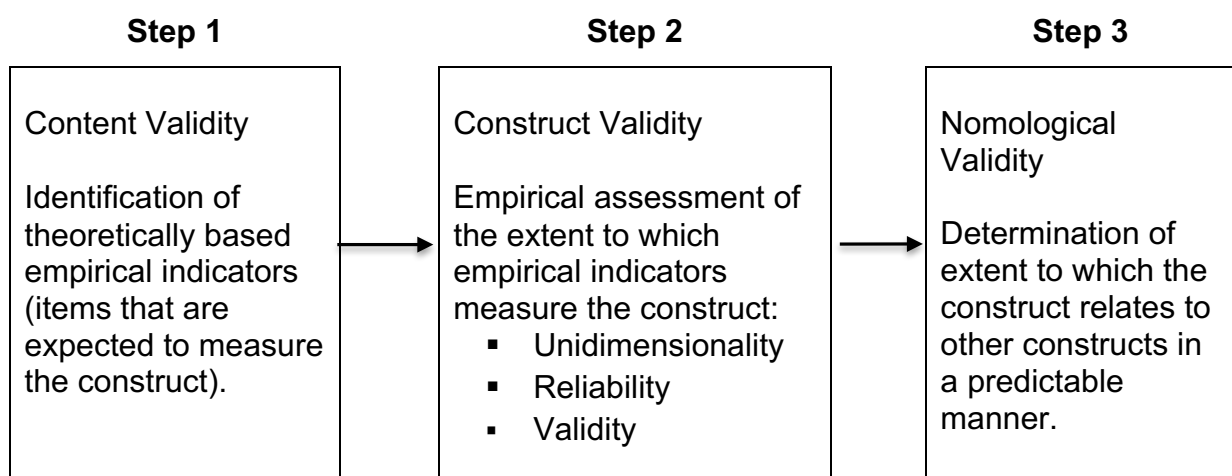 Step 1
Step 2
Step 3
Content Validity
Identification of
theoretically based
empirical indicators
(items that are
expected to measure
the construct).
Construct Validity
Empirical assessment of
the extent to which
empirical indicators
measure the construct:
▪ Unidimensionality
▪ Reliability
▪ Validity
Nomological
Validity
Determination of
extent to which the
construct relates to
other constructs in
a predictable
manner.